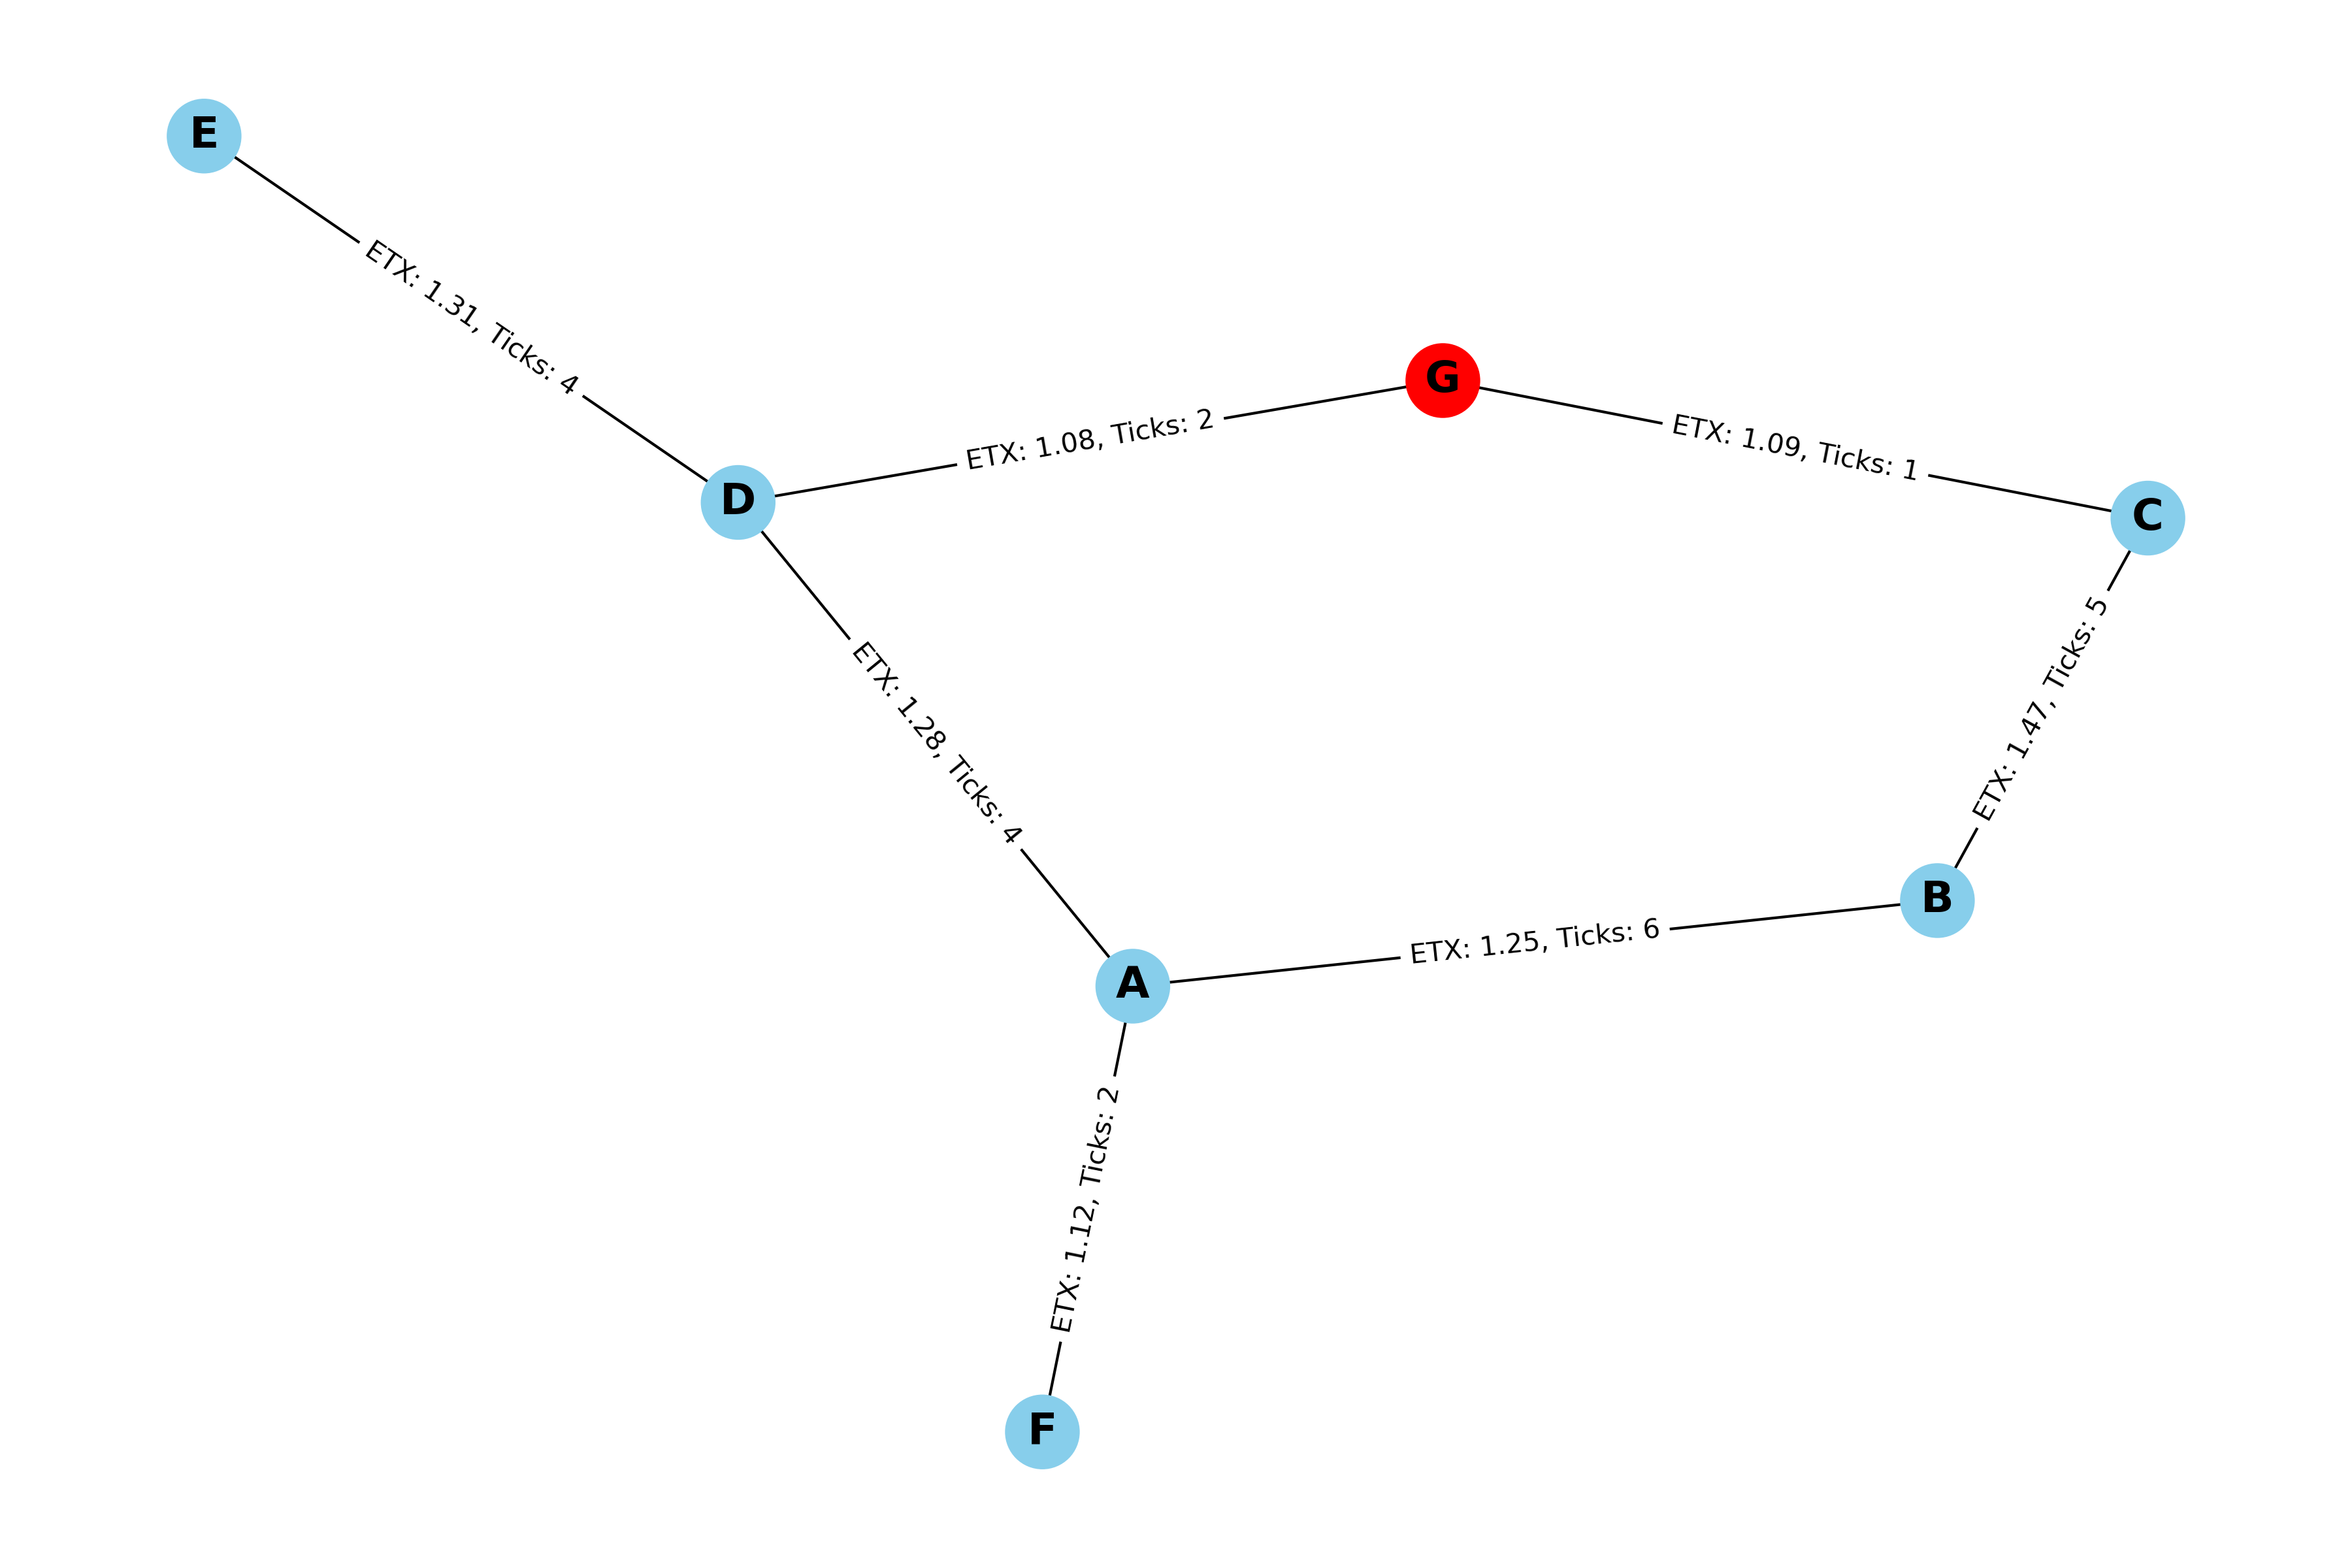 E
ETX: 1.31, Ticks: 4
G
ETX: 1.08, Ticks: 2
ETX: 1.09, Ticks: 1
D
C
ETX: 1.28, Ticks: 4
ETX: 1.47, Ticks: 5
B
ETX: 1.25, Ticks: 6
A
ETX: 1.12, Ticks: 2
F